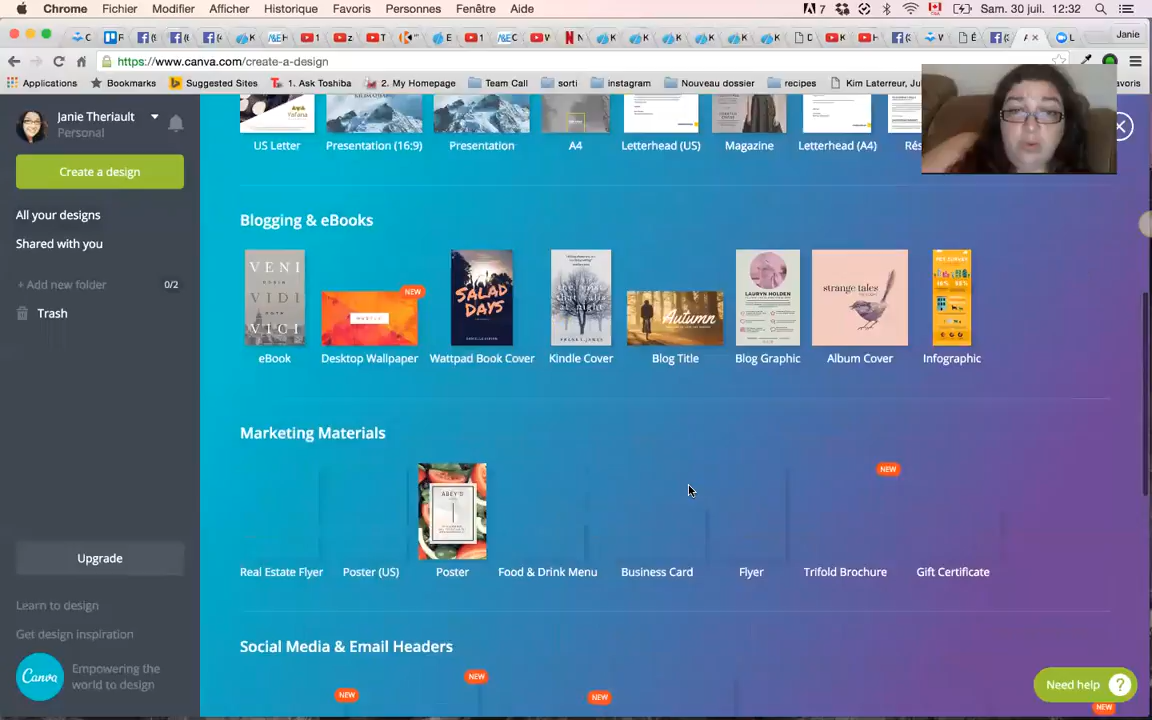 Chrome Fichier Modifier Afficher Historique Favoris Personnes Fenêtre Aide
7 Sam. 30 juil. 12:32
Janie
https://www.canva.com/create-a-design
Applications Bookmarks Suggested Sites 1. Ask Toshiba 2. My Homepage Team Call sorti instagram Nouveau dossier recipes Kim Laterreur, Ju
Janie Theriault
Personal
Create a design
All your designs
Shared with you
+ Add new folder 0/2
Trash
Upgrade
Learn to design
Get design inspiration
Canva
Empowering the
world to design
US Letter Presentation (16:9) Presentation A4 Letterhead (US) Magazine Letterhead (A4)
Blogging & eBooks
VENI
VIDI
VICI
NEW
SALAD
DAYS
Autumn
LAURYN HOLDEN
strange tales
eBook Desktop Wallpaper Wattpad Book Cover Kindle Cover Blog Title Blog Graphic Album Cover Infographic
Marketing Materials
ABEY'D
NEW
Real Estate Flyer Poster (US) Poster Food & Drink Menu Business Card Flyer Trifold Brochure Gift Certificate
Social Media & Email Headers
NEW
NEW
NEW
NEW
Need help ?